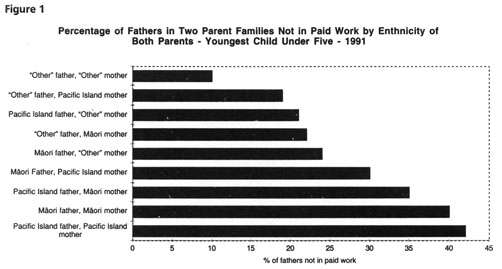 Figure 1
Percentage of Fathers in Two Parent Families Not in Paid Work by Enthnicity of
Both Parents - Youngest Child Under Five - 1991
"Other" father, "Other" mother
"Other" father, Pacific Island mother
Pacific Island father, "Other" mother
"Other" father, Māori mother
Māori father, "Other" mother
Māori Father, Pacific Island mother
Pacific Island father, Māori mother
Māori father, Māori mother
Pacific Island father, Pacific Island
mother
0 5 10 15 20 25 30 35 40 45
% of fathers not in paid work